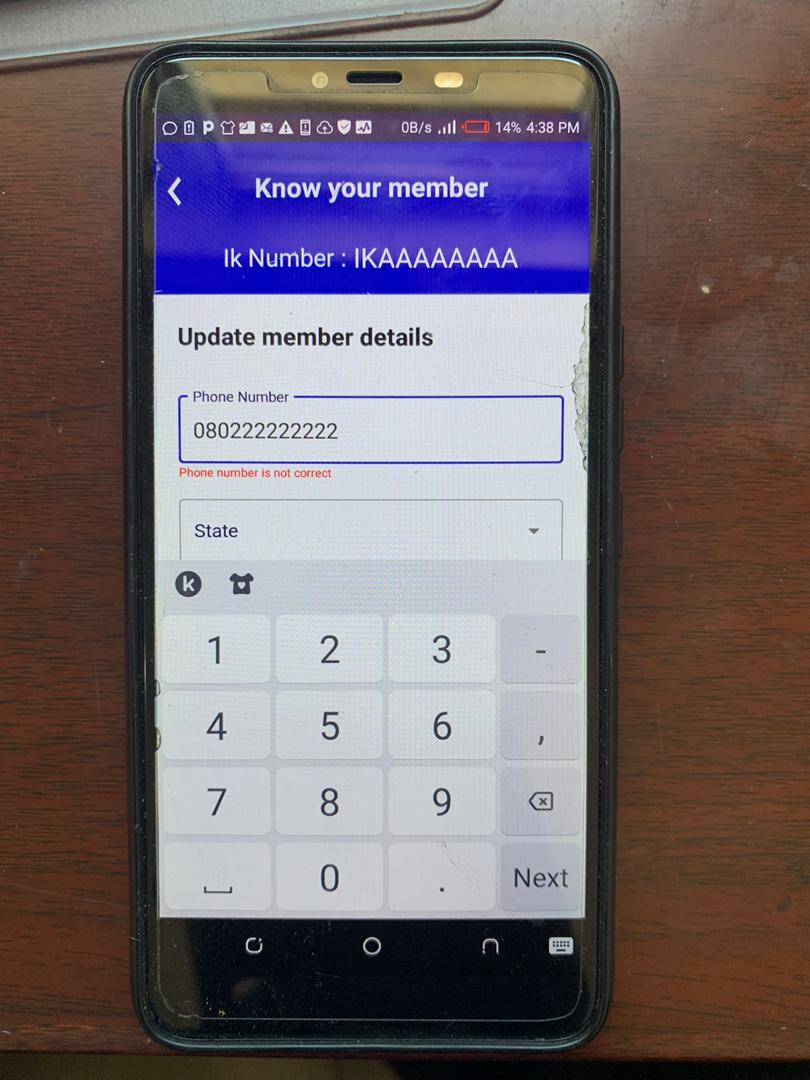 0B/s 14% 4:38 PM
Know your member
Ik Number : IKAAAAAAAA
Update member details
Phone Number
080222222222
Phone number is not correct
State
k
1 2 3 -
4 5 6 ,
7 8 9
0 . Next